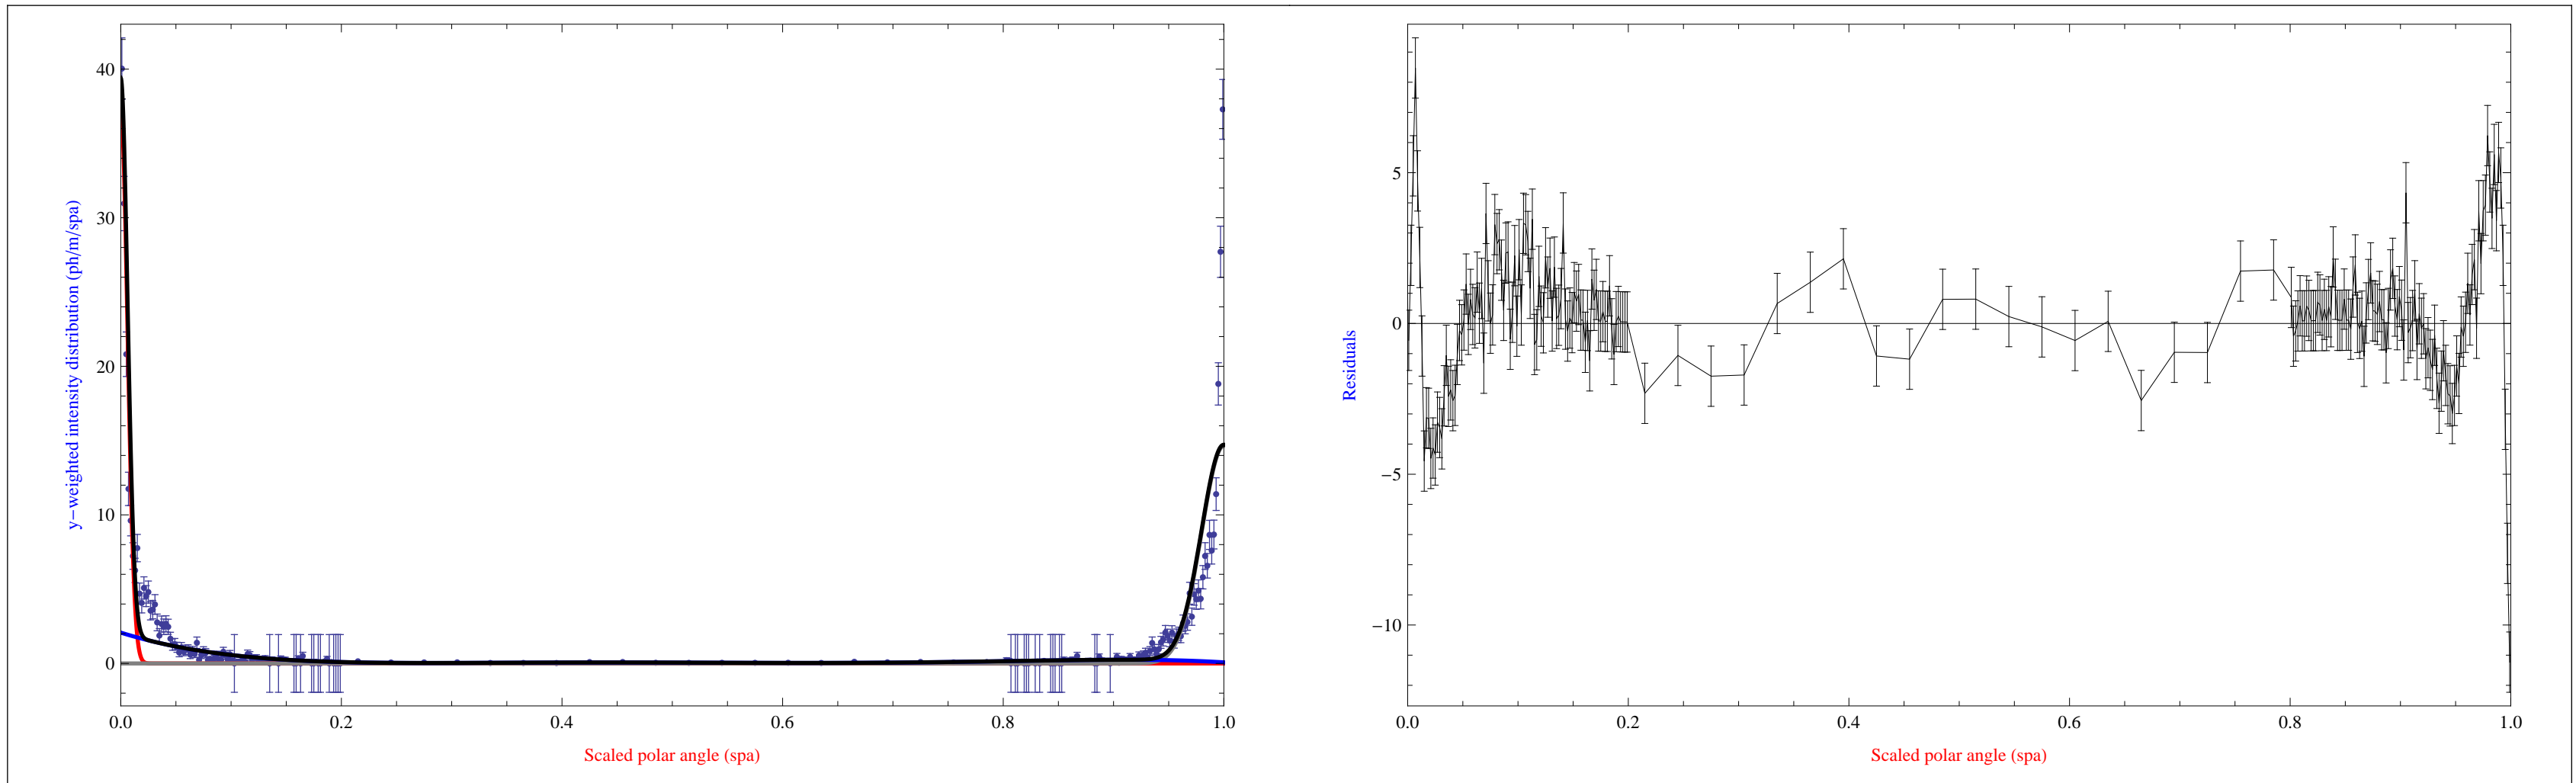 40
30
20
10
0
0.0 0.2 0.4 0.6 0.8 1.0
y−weighted intensity distribution (ph/m/spa)
Scaled polar angle (spa)
5
0
−5
−10
0.0 0.2 0.4 0.6 0.8 1.0
Residuals
Scaled polar angle (spa)